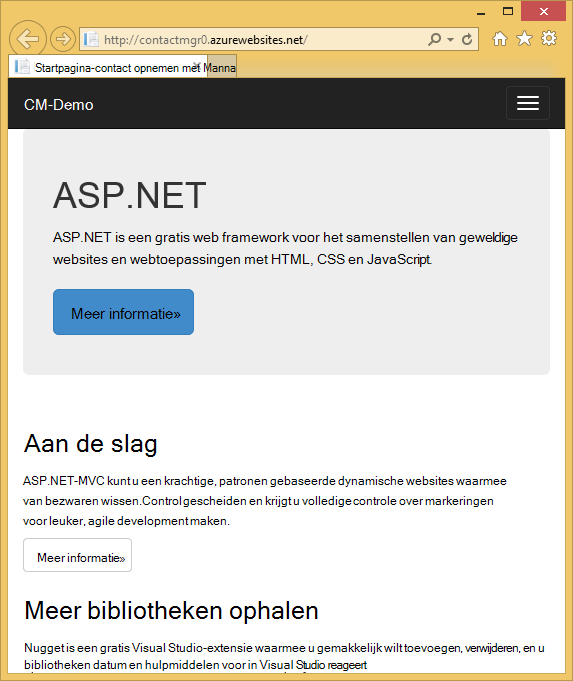 http://contactmgr0.azurewebsites.net/
Startpagina-contact opnemen met Manna
CM-Demo
ASP.NET
ASP.NET is een gratis web framework voor het samenstellen van geweldige
websites en webtoepassingen met HTML, CSS en JavaScript.
Meer informatie»
Aan de slag
ASP.NET-MVC kunt u een krachtige, patronen gebaseerde dynamische websites waarmee
van bezwaren wissen.Control gescheiden en krijgt u volledige controle over markeringen
voor leuker, agile development maken.
Meer informatie»
Meer bibliotheken ophalen
Nugget is een gratis Visual Studio-extensie waarmee u gemakkelijk wilt toevoegen, verwijderen, en u
bibliotheken datum en hulpmiddelen voor in Visual Studio reageert